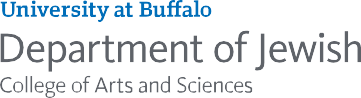 University at Buffalo
Department of Jewish
College of Arts and Sciences